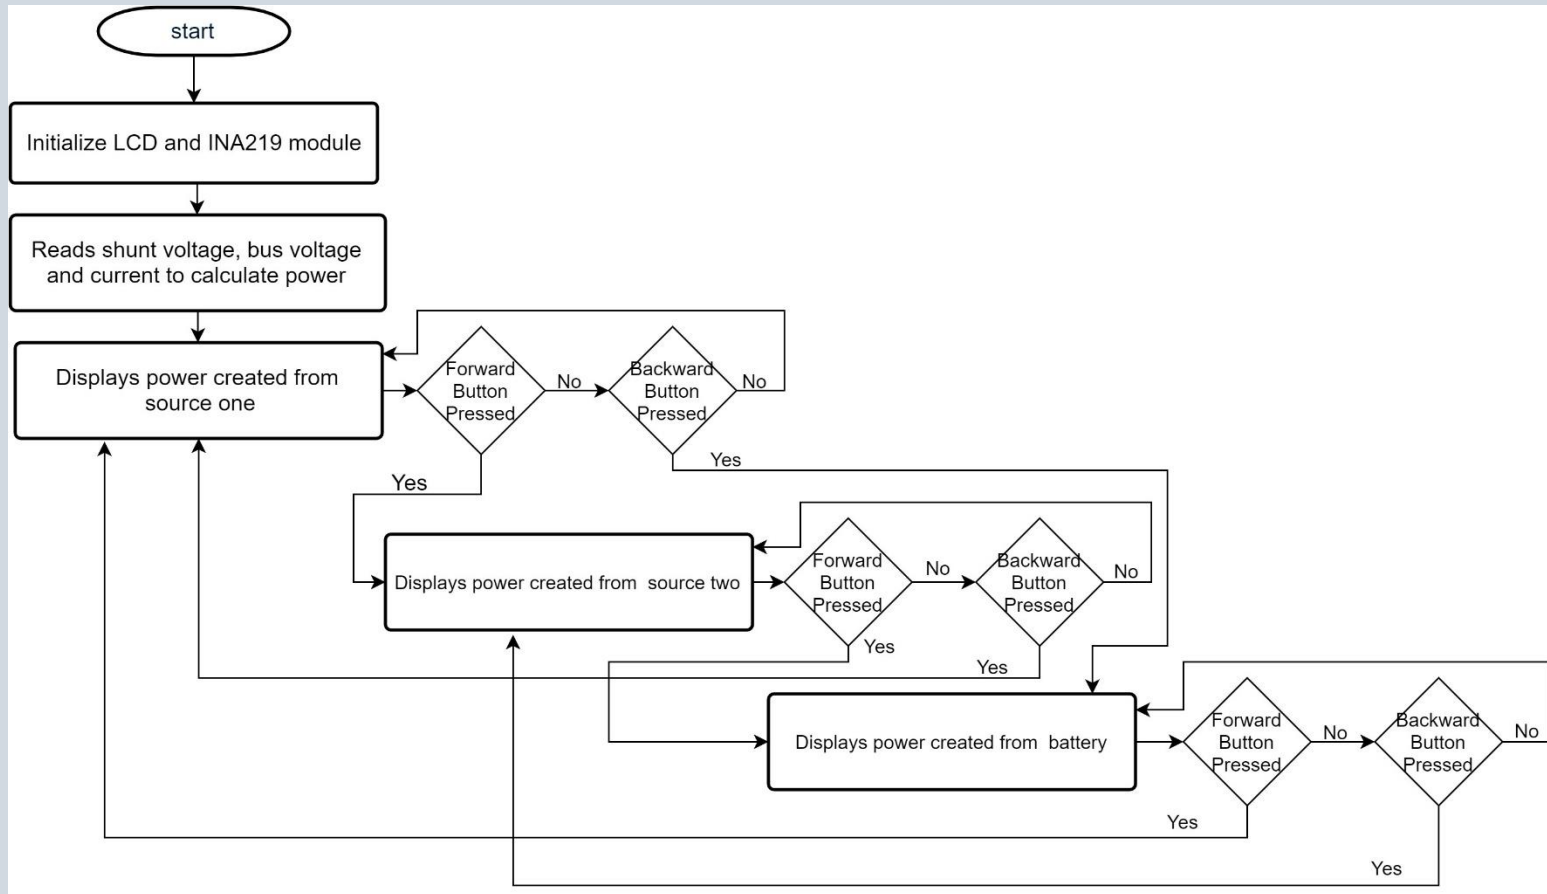 start
Initialize LCD and INA219 module
Reads shunt voltage, bus voltage
and current to calculate power
Displays power created from
source one
Forward
Button
Pressed
No
Backward
Button
Pressed
No
Yes
Yes
Displays power created from  source two
Forward
Button
Pressed
No
Backward
Button
Pressed
No
Yes
Yes
Displays power created from  battery
Forward
Button
Pressed
No
Backward
Button
Pressed
No
Yes
Yes